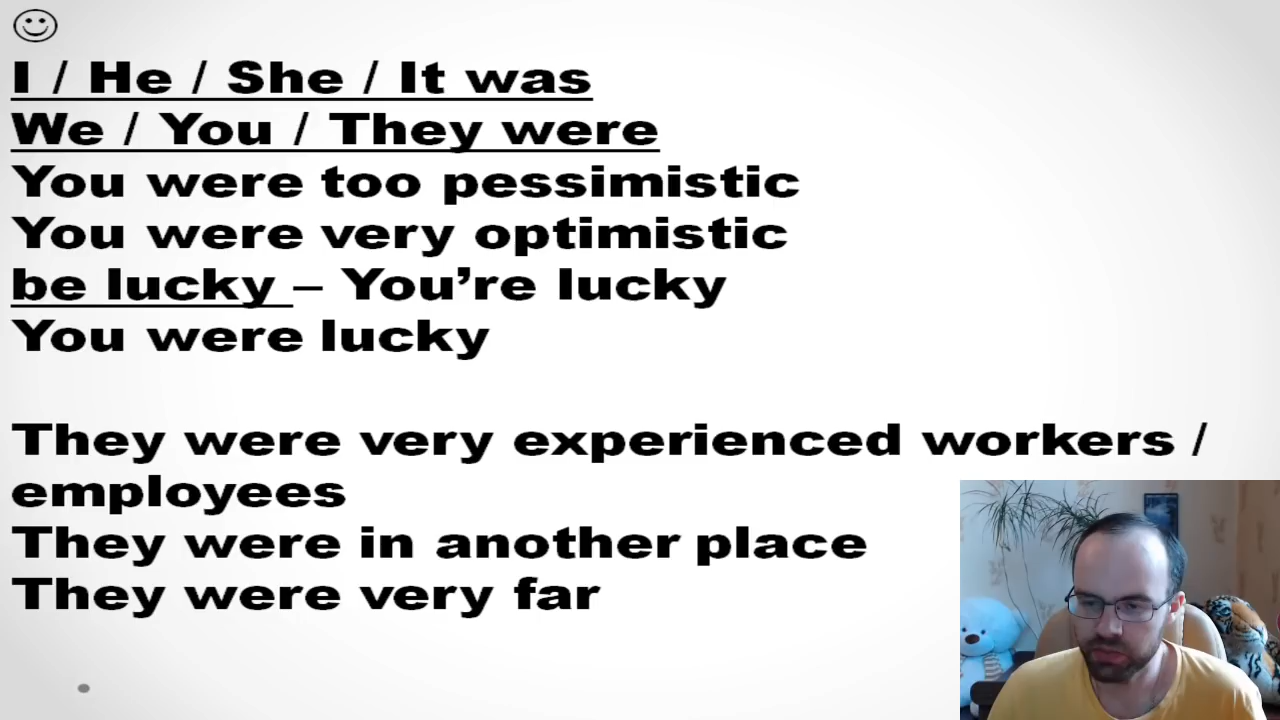 I / He / She / It was
We / You / They were
You were too pessimistic
You were very optimistic
be lucky – You’re lucky
You were lucky
They were very experienced workers /
employees
They were in another place
They were very far